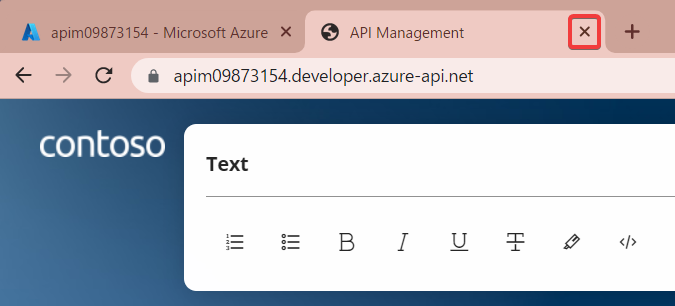 apim09873154 - Microsoft Azure
API Management
apim09873154.developer.azure-api.net
contoso
Text
B I U T </>